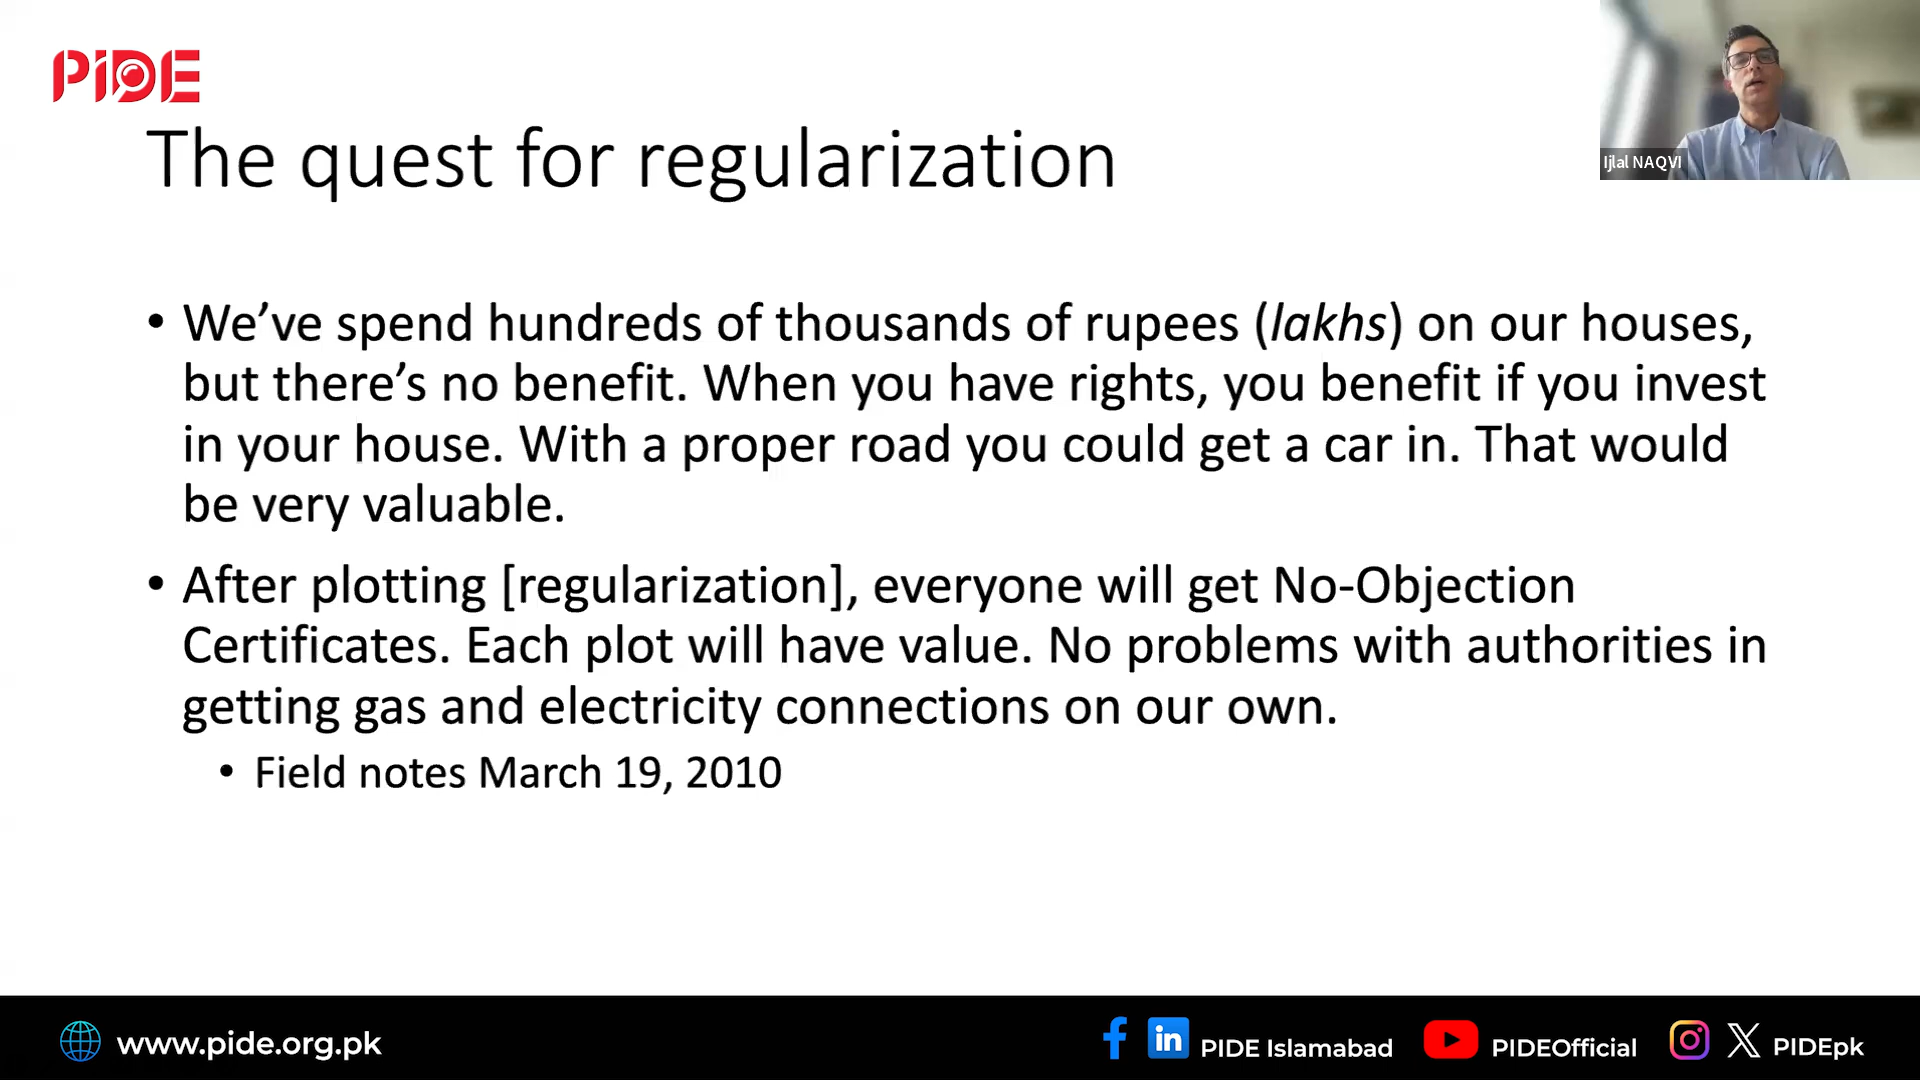 PIDE
Ijlal NAQVI
The quest for regularization
• We’ve spend hundreds of thousands of rupees (lakhs) on our houses,
but there’s no benefit. When you have rights, you benefit if you invest
in your house. With a proper road you could get a car in. That would
be very valuable.
• After plotting [regularization], everyone will get No-Objection
Certificates. Each plot will have value. No problems with authorities in
getting gas and electricity connections on our own.
• Field notes March 19, 2010
www.pide.org.pk
PIDE Islamabad
PIDEOfficial
PIDEpk